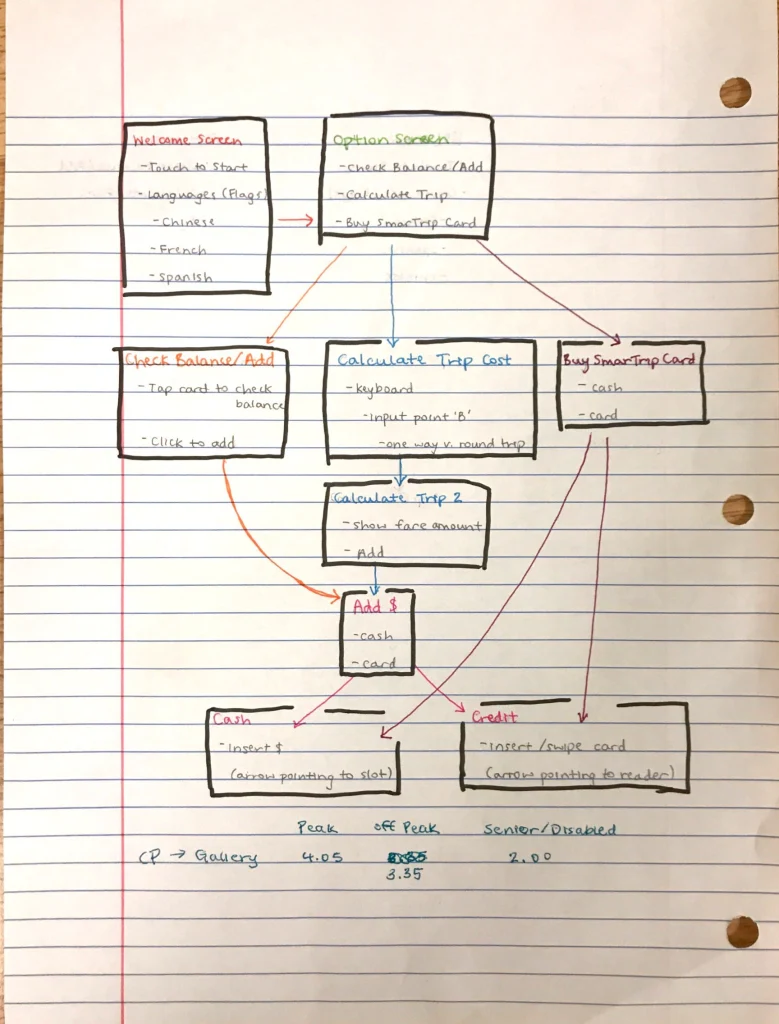 Welcome Screen
-Touch to Start
-Languages (Flags)
-Chinese
-French
-Spanish
Option Screen
-Check Balance/Add
-Calculate Trip
-Buy SmarTrip Card
Check Balance/Add
-Tap card to check
balance
-Click to add
Calculate Trip Cost
-keyboard
-Input point 'B'
-one way v. round trip
Buy SmarTrip Card
-cash
-card
Calculate Trip 2
-show fare amount
-Add
Add $
-cash
-card
Cash
-Insert $
(arrow pointing to slot)
Credit
-Insert/swipe card
(arrow pointing to reader)
Peak off Peak Senior/Disabled
CP → Gallery 4.05 2.00
3.35